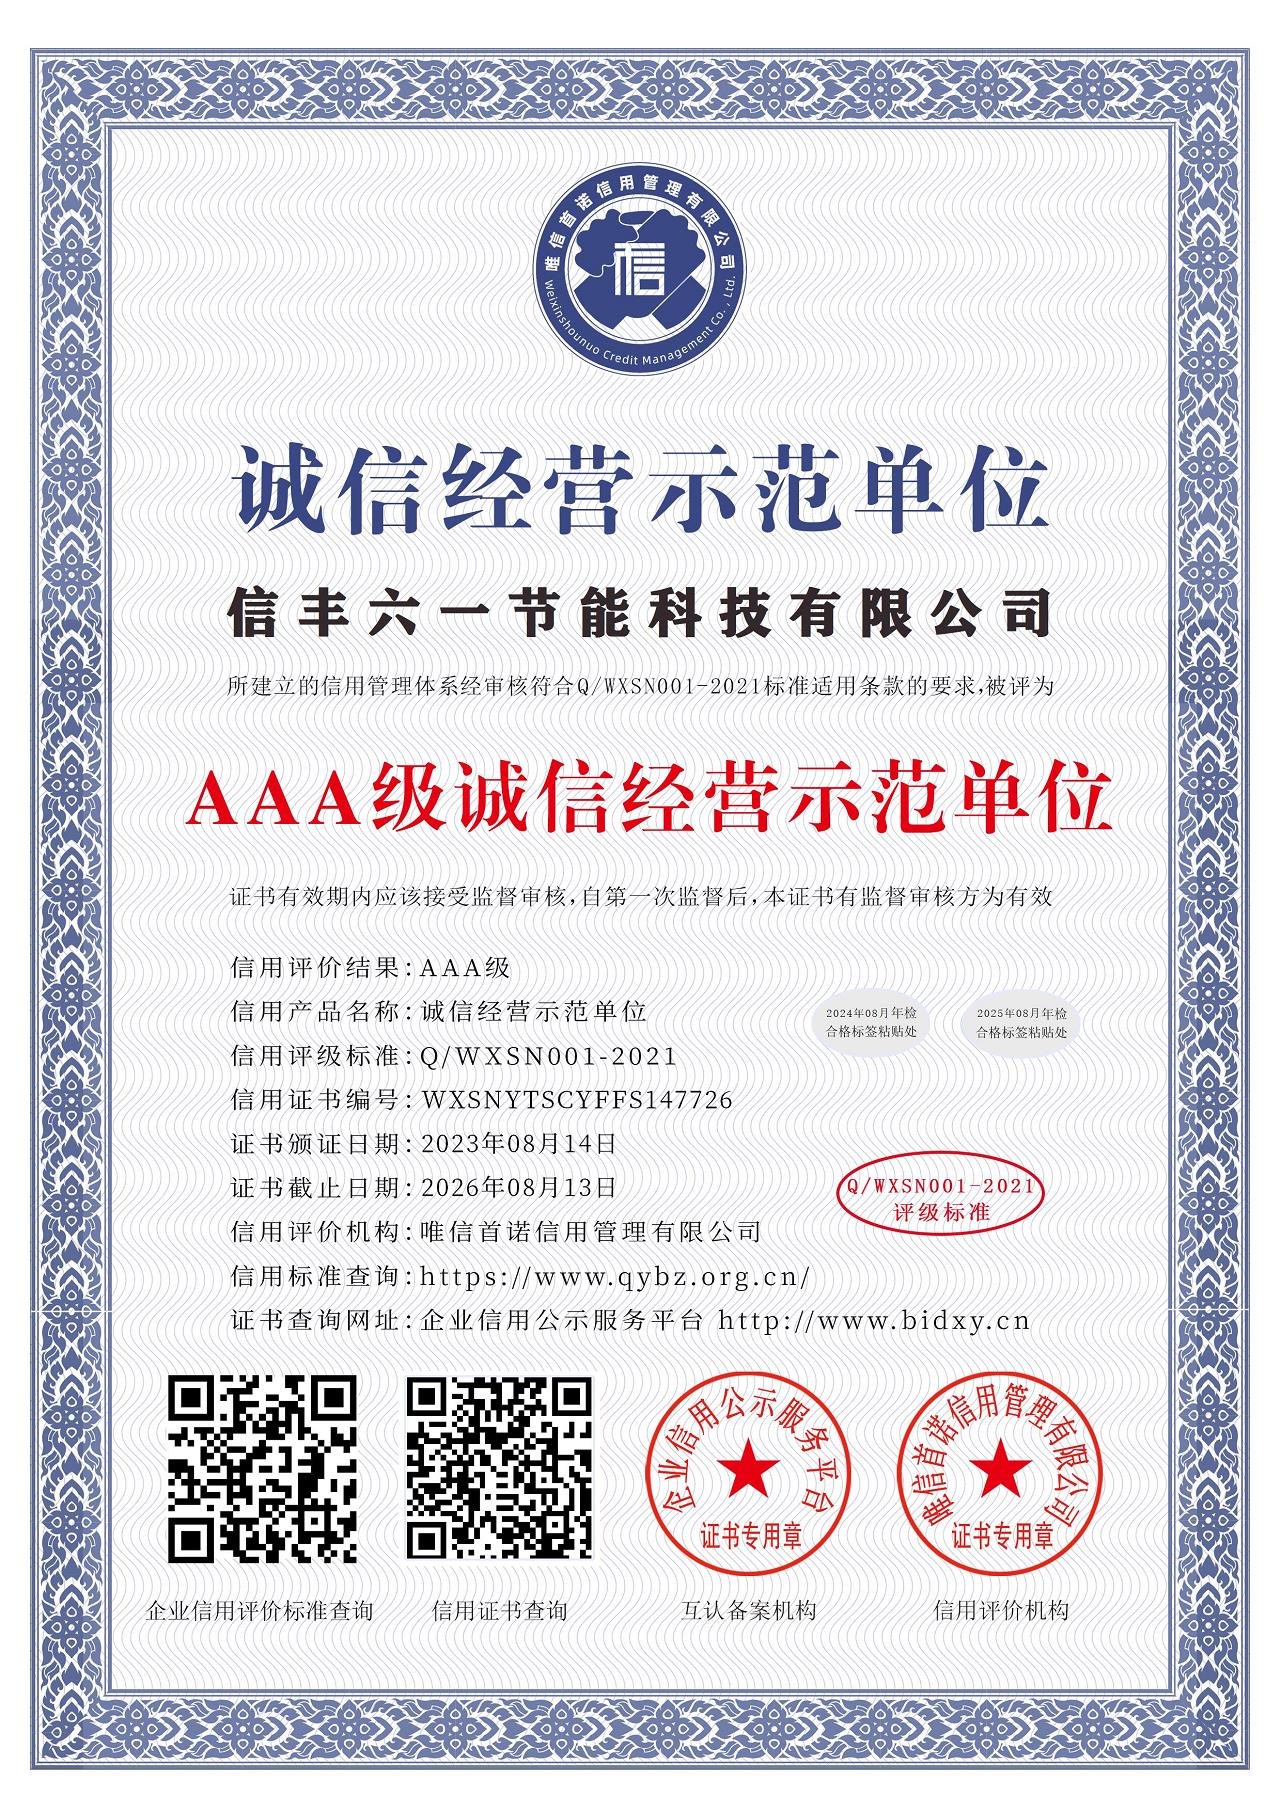 唯信首诺信用管理有限公司
Weixinshounuo Credit Management Co. , Ltd.
信
诚信经营示范单位
信丰六一节能科技有限公司
所建立的信用管理体系经审核符合Q/WXSN001-2021标准适用条款的要求,被评为
AAA级诚信经营示范单位
证书有效期内应该接受监督审核,自第一次监督后,本证书有监督审核方为有效
信用评价结果:AAA级
信用产品名称:诚信经营示范单位
信用评级标准:Q/WXSN001-2021
信用证书编号:WXSNYTSCYFFS147726
证书颁证日期:2023年08月14日
证书截止日期:2026年08月13日
信用评价机构:唯信首诺信用管理有限公司
信用标准查询:https://www.qybz.org.cn/
证书查询网址:企业信用公示服务平台 http://www.bidxy.cn
2024年08月年检
合格标签粘贴处
2025年08月年检
合格标签粘贴处
Q/WXSN001-2021
评级标准
企业信用公示服务平台
证书专用章
唯信首诺信用管理有限公司
证书专用章
企业信用评价标准查询
信用证书查询
互认备案机构
信用评价机构